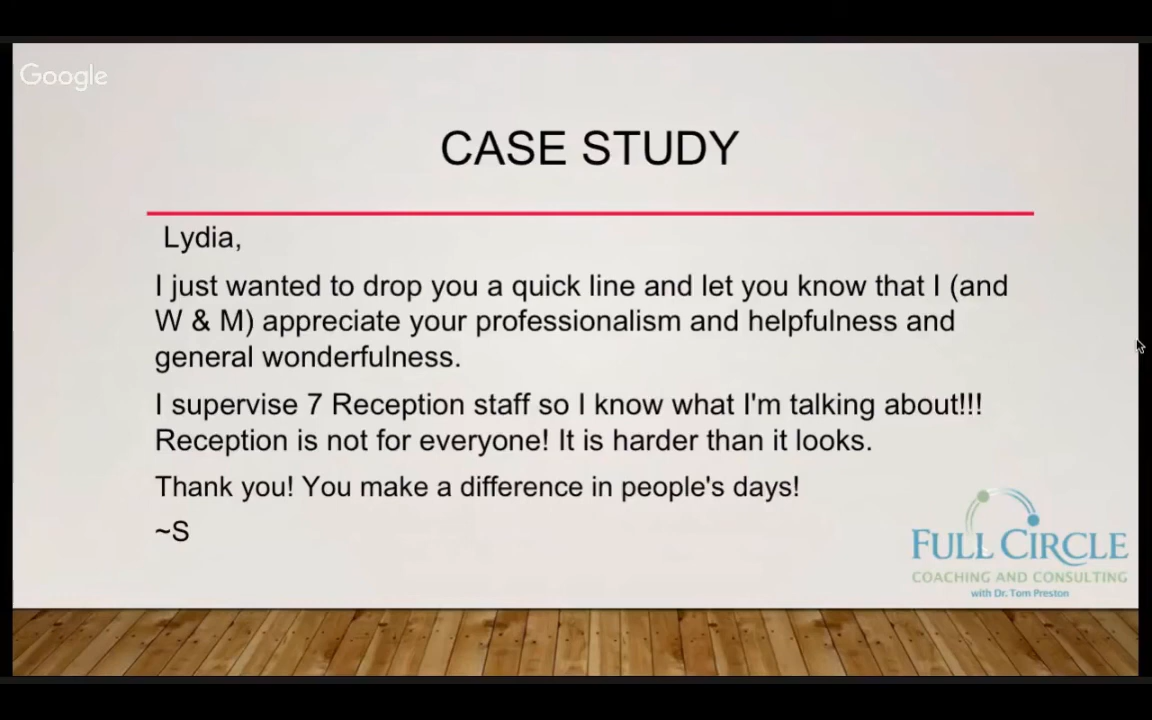 Google
CASE STUDY
Lydia,
I just wanted to drop you a quick line and let you know that I (and
W & M) appreciate your professionalism and helpfulness and
general wonderfulness.
I supervise 7 Reception staff so I know what I'm talking about!!!
Reception is not for everyone! It is harder than it looks.
Thank you! You make a difference in people's days!
~S
FULL CIRCLE
COACHING AND CONSULTING
with Dr. Tom Preston